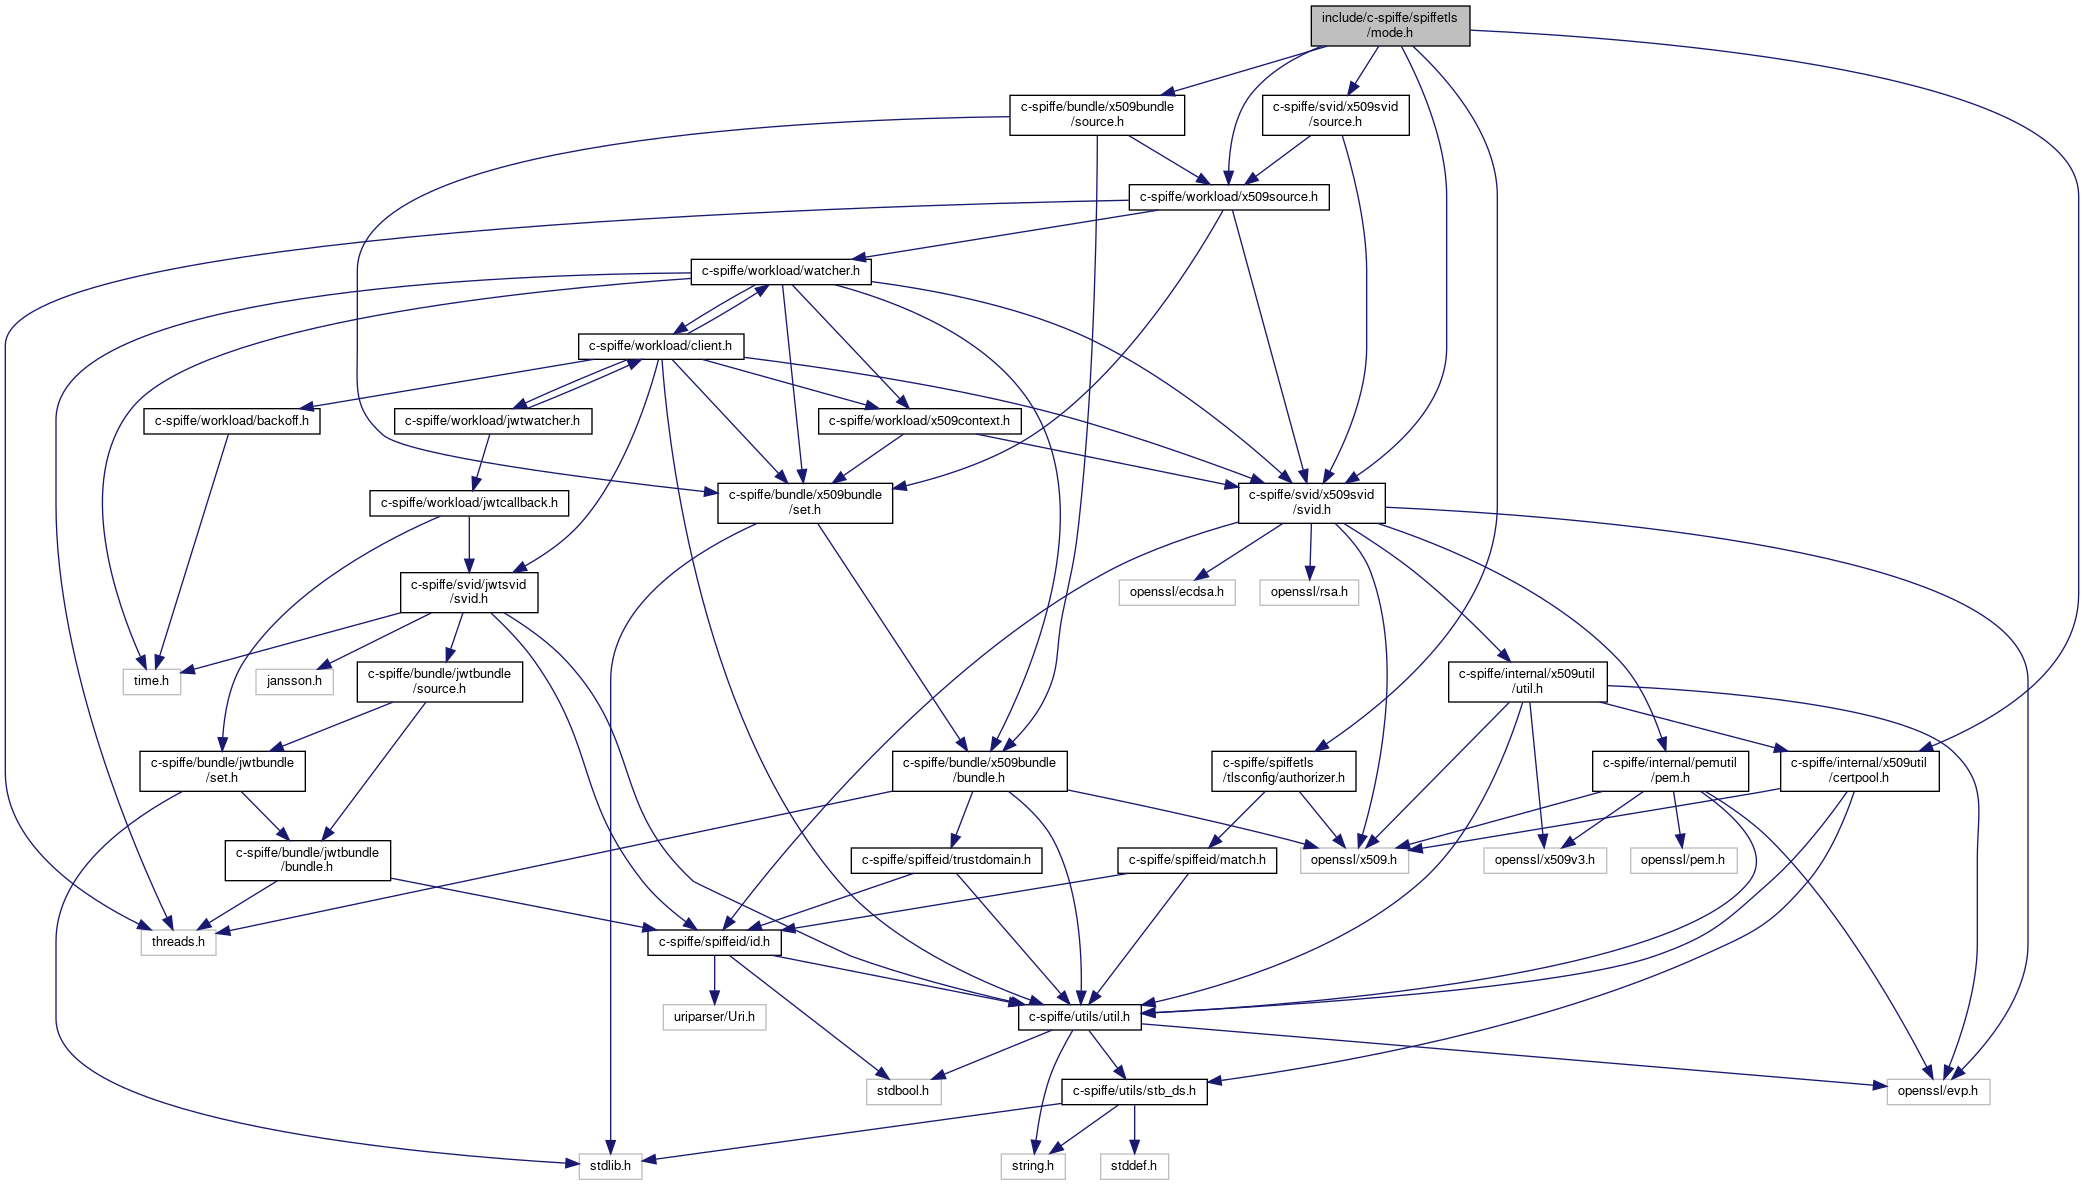 include/c-spiffe/spiffetls
/mode.h
c-spiffe/bundle/x509bundle
/source.h
c-spiffe/svid/x509svid
/source.h
c-spiffe/workload/x509source.h
c-spiffe/workload/watcher.h
c-spiffe/workload/client.h
c-spiffe/workload/backoff.h
c-spiffe/workload/jwtwatcher.h
c-spiffe/workload/x509context.h
c-spiffe/workload/jwtcallback.h
c-spiffe/bundle/x509bundle
/set.h
c-spiffe/svid/x509svid
/svid.h
c-spiffe/svid/jwtsvid
/svid.h
openssl/ecdsa.h
openssl/rsa.h
time.h
jansson.h
c-spiffe/bundle/jwtbundle
/source.h
c-spiffe/internal/x509util
/util.h
c-spiffe/bundle/jwtbundle
/set.h
c-spiffe/bundle/x509bundle
/bundle.h
c-spiffe/spiffetls
/tlsconfig/authorizer.h
c-spiffe/internal/pemutil
/pem.h
c-spiffe/internal/x509util
/certpool.h
c-spiffe/bundle/jwtbundle
/bundle.h
c-spiffe/spiffeid/trustdomain.h
c-spiffe/spiffeid/match.h
openssl/x509.h
openssl/x509v3.h
openssl/pem.h
threads.h
c-spiffe/spiffeid/id.h
uriparser/Uri.h
c-spiffe/utils/util.h
stdbool.h
c-spiffe/utils/stb_ds.h
openssl/evp.h
stdlib.h
string.h
stddef.h